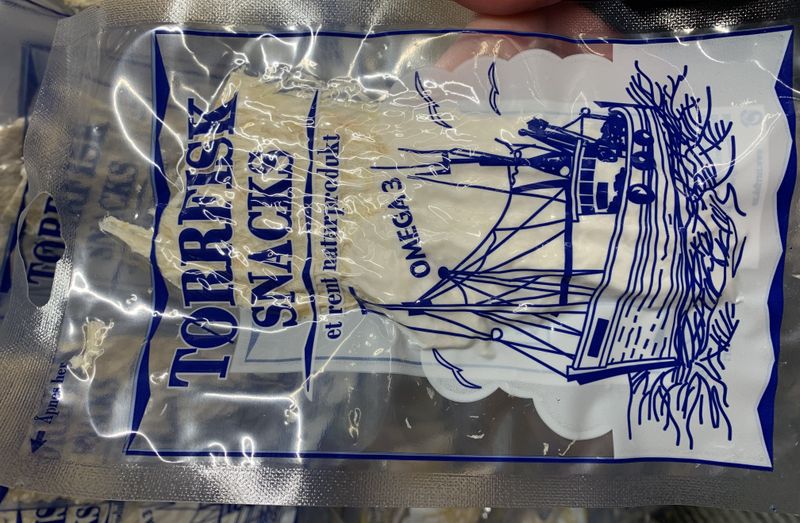 Åpnes her
TØRRFISK
SNACKS
et rent naturprodukt
OMEGA 3